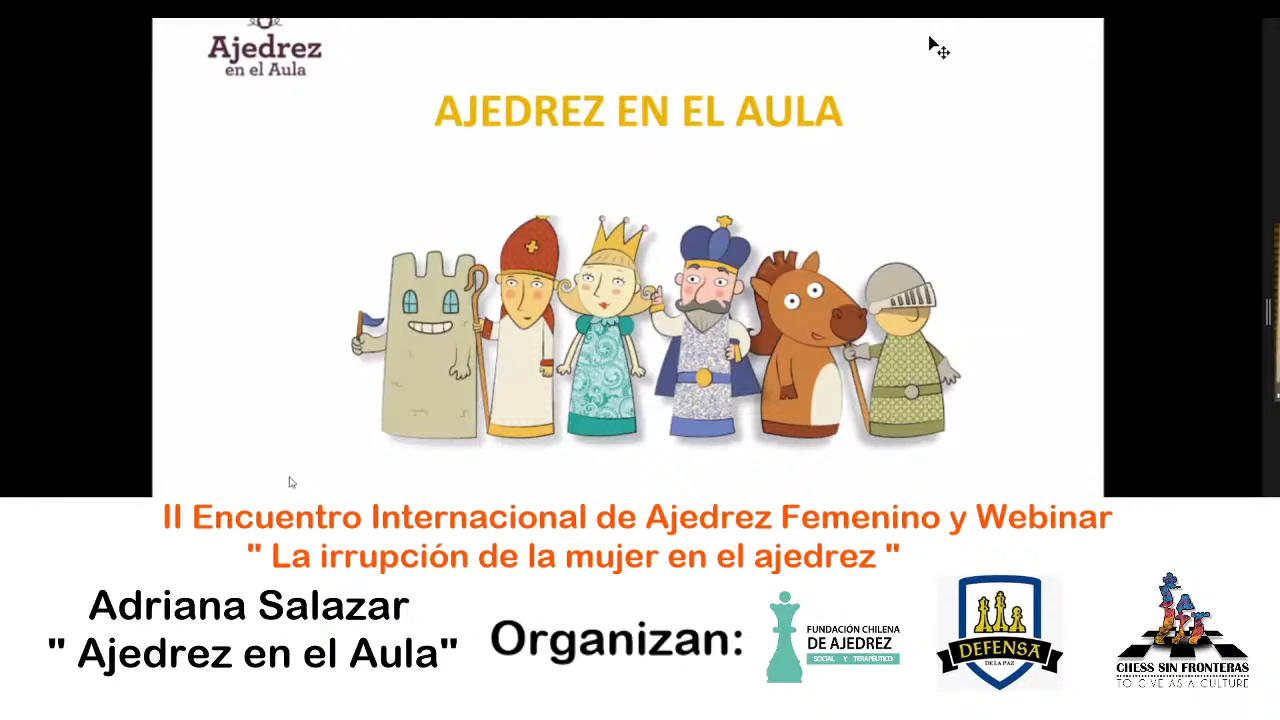 Ajedrez
en el Aula
AJEDREZ EN EL AULA
II Encuentro Internacional de Ajedrez Femenino y Webinar
" La irrupción de la mujer en el ajedrez "
Adriana Salazar
" Ajedrez en el Aula"
Organizan:
FUNDACIÓN CHILENA
DE AJEDREZ
SOCIAL Y TERAPÉUTICO
DEFENSA
DE LA PAZ
CHESS SIN FRONTERAS
TO GIVE AS A CULTURE